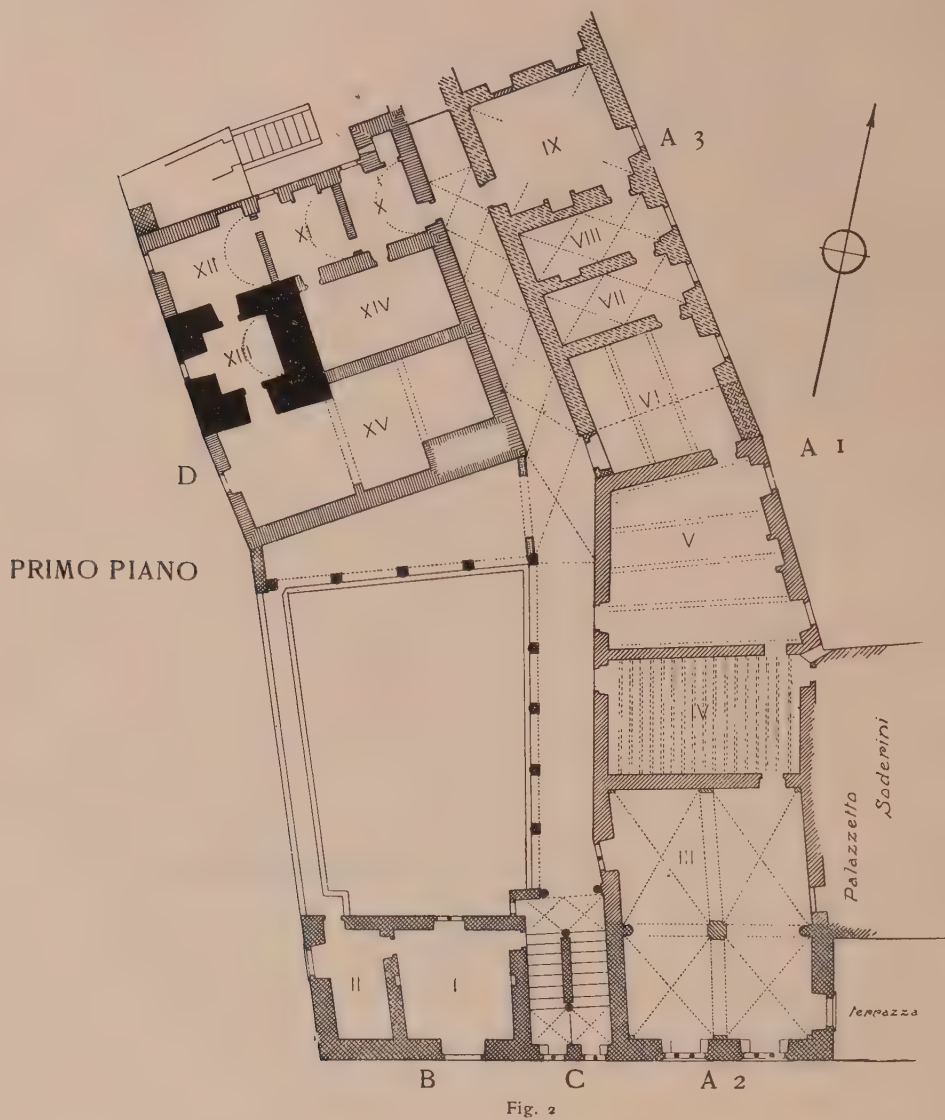 IX
A 3
X
XI
VIII
XII
VII
XIV
XIII
VI
XV
A 1
D
V
PRIMO PIANO
IV
Palazzetto
Soderini
III
II
I
terrazza
B
C
A 2
Fig. 2